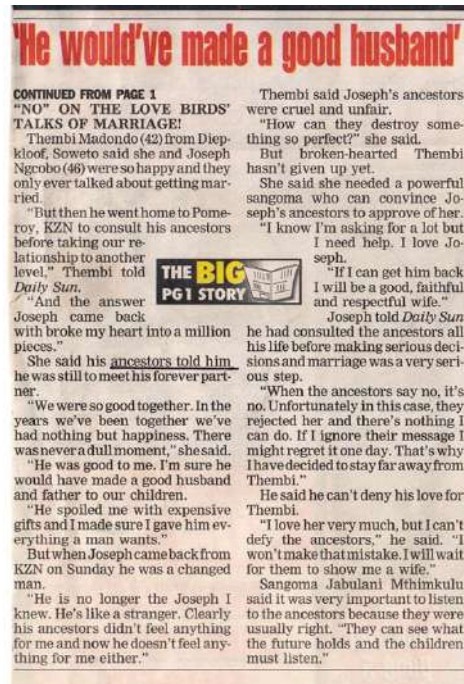 'He would've made a good husband'
CONTINUED FROM PAGE 1
"NO" ON THE LOVE BIRDS'
TALKS OF MARRIAGE!
Thembi Madondo (42) from Diep-
kloof, Soweto said she and Joseph
Ngcobo (46) were so happy and they
only ever talked about getting mar-
ried.
"But then he went home to Pome-
roy, KZN to consult his ancestors
before taking our re-
lationship to another
level," Thembi told
Daily Sun.
"And the answer
Joseph came back
with broke my heart into a million
pieces."
She said his ancestors told him
he was still to meet his forever part-
ner.
"We were so good together. In the
years we've been together we've
had nothing but happiness. There
was never a dull moment," she said.
"He was good to me. I'm sure he
would have made a good husband
and father to our children.
"He spoiled me with expensive
gifts and I made sure I gave him ev-
erything a man wants."
But when Joseph came back from
KZN on Sunday he was a changed
man.
"He is no longer the Joseph I
knew. He's like a stranger. Clearly
his ancestors didn't feel anything
for me and now he doesn't feel any-
thing for me either."
THE BIG
PG1 STORY
Thembi said Joseph's ancestors
were cruel and unfair.
"How can they destroy some-
thing so perfect?" she said.
But broken-hearted Thembi
hasn't given up yet.
She said she needed a powerful
sangoma who can convince Jo-
seph's ancestors to approve of her.
"I know I'm asking for a lot but
I need help. I love Jo-
seph.
"If I can get him back
I will be a good, faithful
and respectful wife."
Joseph told Daily Sun
he had consulted the ancestors all
his life before making serious deci-
sions and marriage was a very seri-
ous step.
"When the ancestors say no, it's
no. Unfortunately in this case, they
rejected her and there's nothing I
can do. If I ignore their message I
might regret it one day. That's why
I have decided to stay far away from
Thembi."
He said he can't deny his love for
Thembi.
"I love her very much, but I can't
defy the ancestors," he said. "I
won't make that mistake. I will wait
for them to show me a wife."
Sangoma Jabulani Mthimkulu
said it was very important to listen
to the ancestors because they were
usually right. "They can see what
the future holds and the children
must listen."